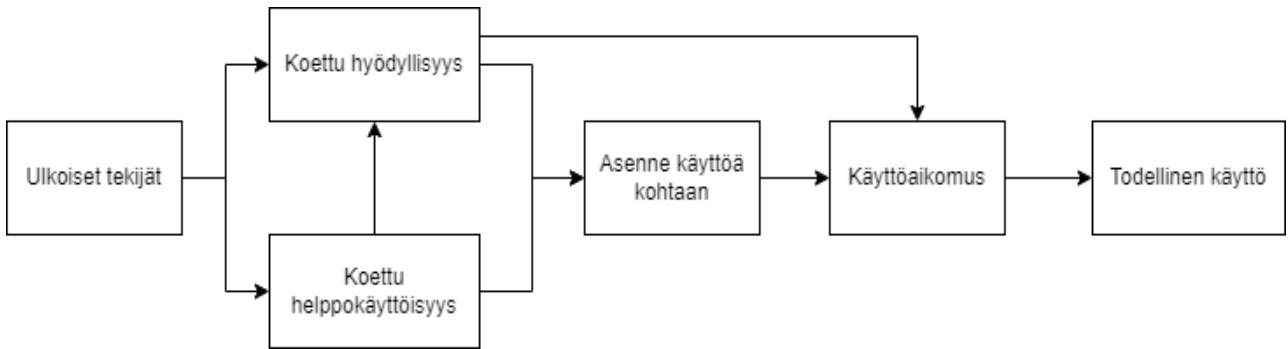 Koettu hyödyllisyys
Ulkoiset tekijät
Koettu
helppokäyttöisyys
Asenne käyttöä
kohtaan
Käyttöaikomus
Todellinen käyttö